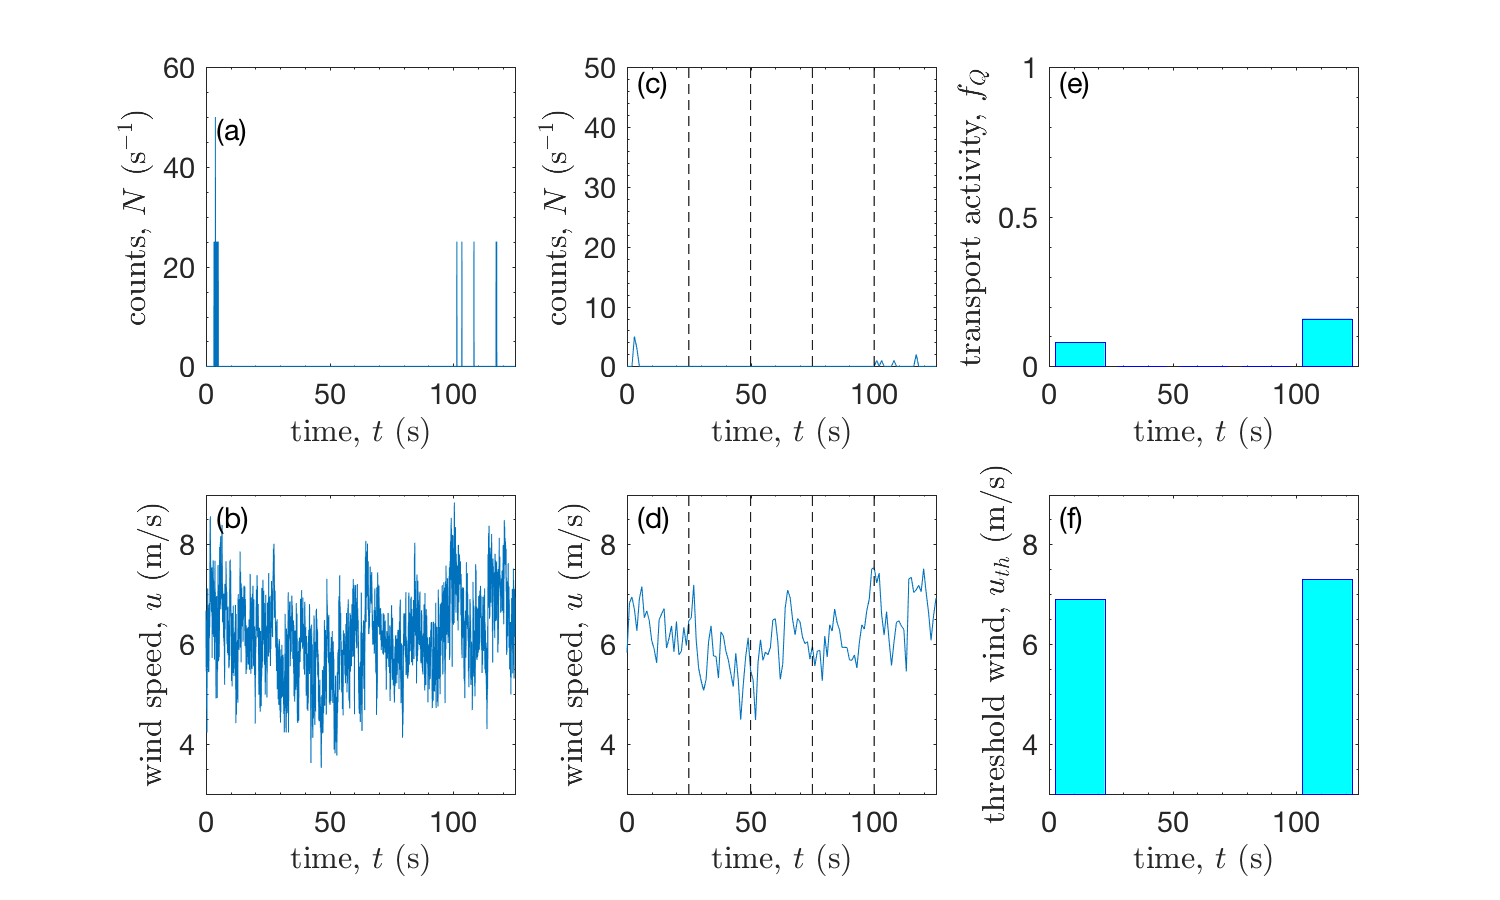 (a)
counts, N (s⁻¹)
60
40
20
0
0 50 100
time, t (s)
(c)
counts, N (s⁻¹)
50
40
30
20
10
0
0 50 100
time, t (s)
(e)
transport activity, f_Q
1
0.5
0
0 50 100
time, t (s)
(b)
wind speed, u (m/s)
8
6
4
0 50 100
time, t (s)
(d)
wind speed, u (m/s)
8
6
4
0 50 100
time, t (s)
(f)
threshold wind, u_th (m/s)
8
6
4
0 50 100
time, t (s)